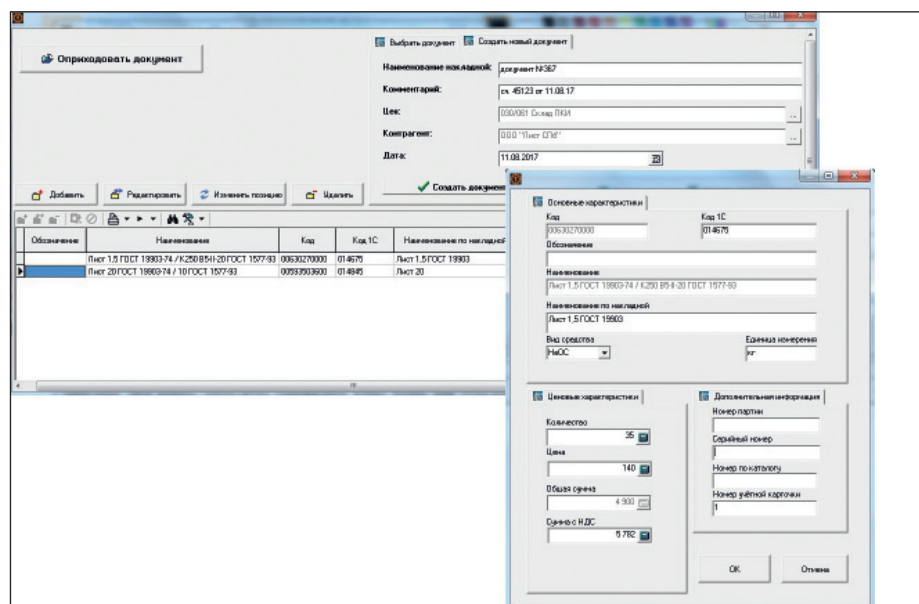 Выбрать документ Создать новый документ
Оприходовать документ
Наименование накладной: документ №367
Комментарий: сч. 45123 от 11.08.17
Цех: 030/061 Склад ПКИ ...
Контрагент: ООО "Лист СПб" ...
Дата: 11.08.2017
Создать докумен
Добавить Редактировать Изменить позицию Удалить
Обозначение Наименование Код Код 1С Наименование по накладной
Лист 1,5 ГОСТ 19903-74 / К250 В5-II-20 ГОСТ 1577-93 00630270000 014675 Лист 1,5 ГОСТ 19903
Лист 20 ГОСТ 19903-74 / 10 ГОСТ 1577-93 00593503600 014845 Лист 20
Основные характеристики
Код Код 1С
00630270000 014675
Обозначение
Наименование
Лист 1,5 ГОСТ 19903-74 / К250 В5-II-20 ГОСТ 1577-93
Наименование по накладной
Лист 1,5 ГОСТ 19903
Вид средства Единица измерения
НеОС кг
Ценовые характеристики
Количество
35
Цена
140
Общая сумма
4 900
Сумма с НДС
5 782
Дополнительная информация
Номер партии
Серийный номер
Номер по каталогу
Номер учётной карточки
1
OK Отмена